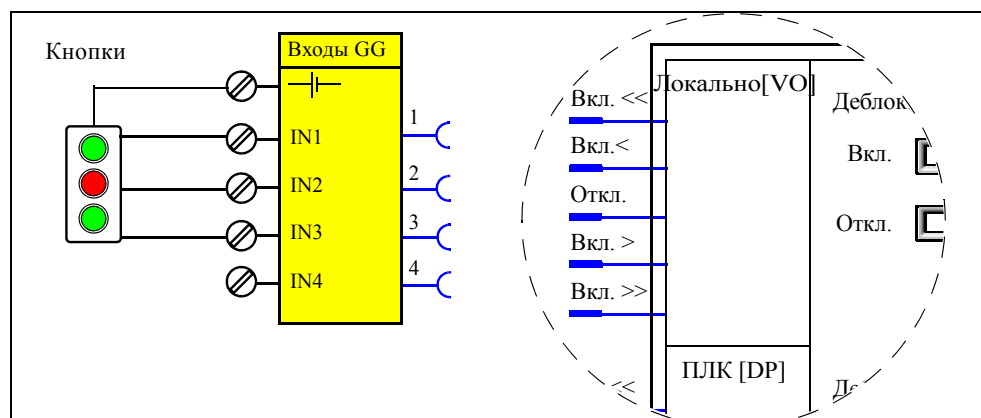 Кнопки
Входы GG
IN1
IN2
IN3
IN4
1
2
3
4
Локально[VO]
Вкл. <<
Вкл.<
Откл.
Вкл. >
Вкл. >>
ПЛК [DP]
<<
Деблок
Вкл.
Откл.